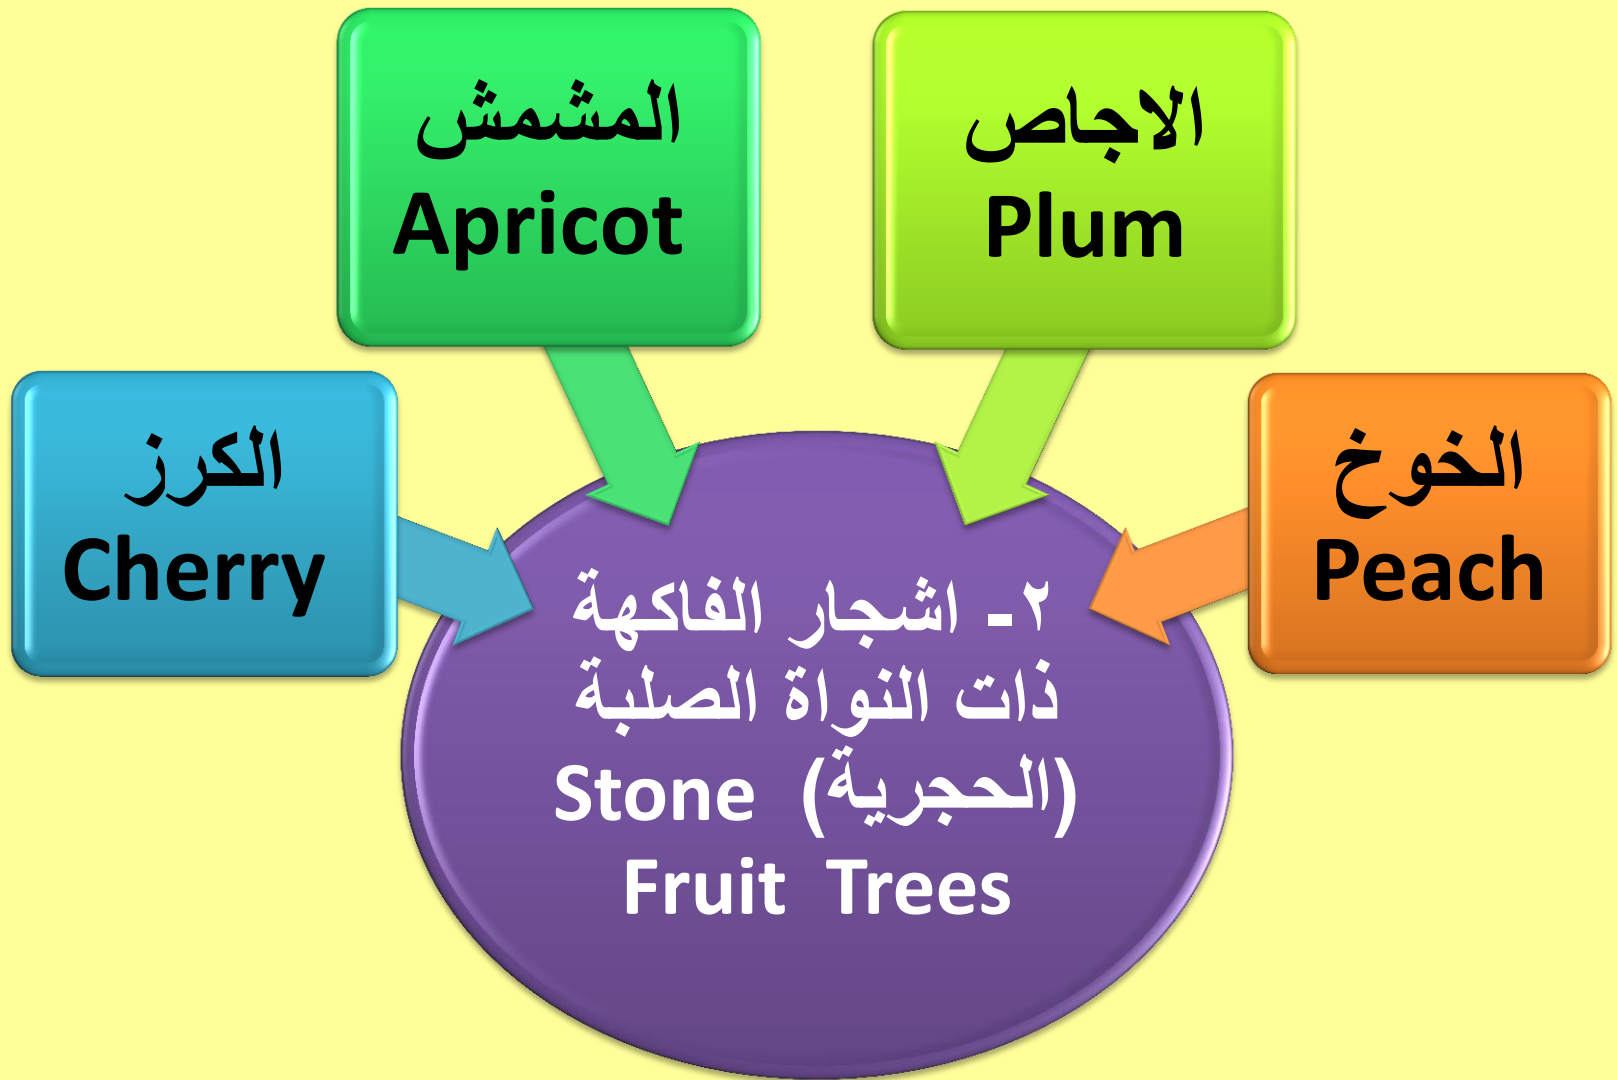 المشمش
Apricot
الاجاص
Plum
الكرز
Cherry
الخوخ
Peach
٢- اشجار الفاكهة
ذات النواة الصلبة
(الحجرية) Stone
Fruit Trees